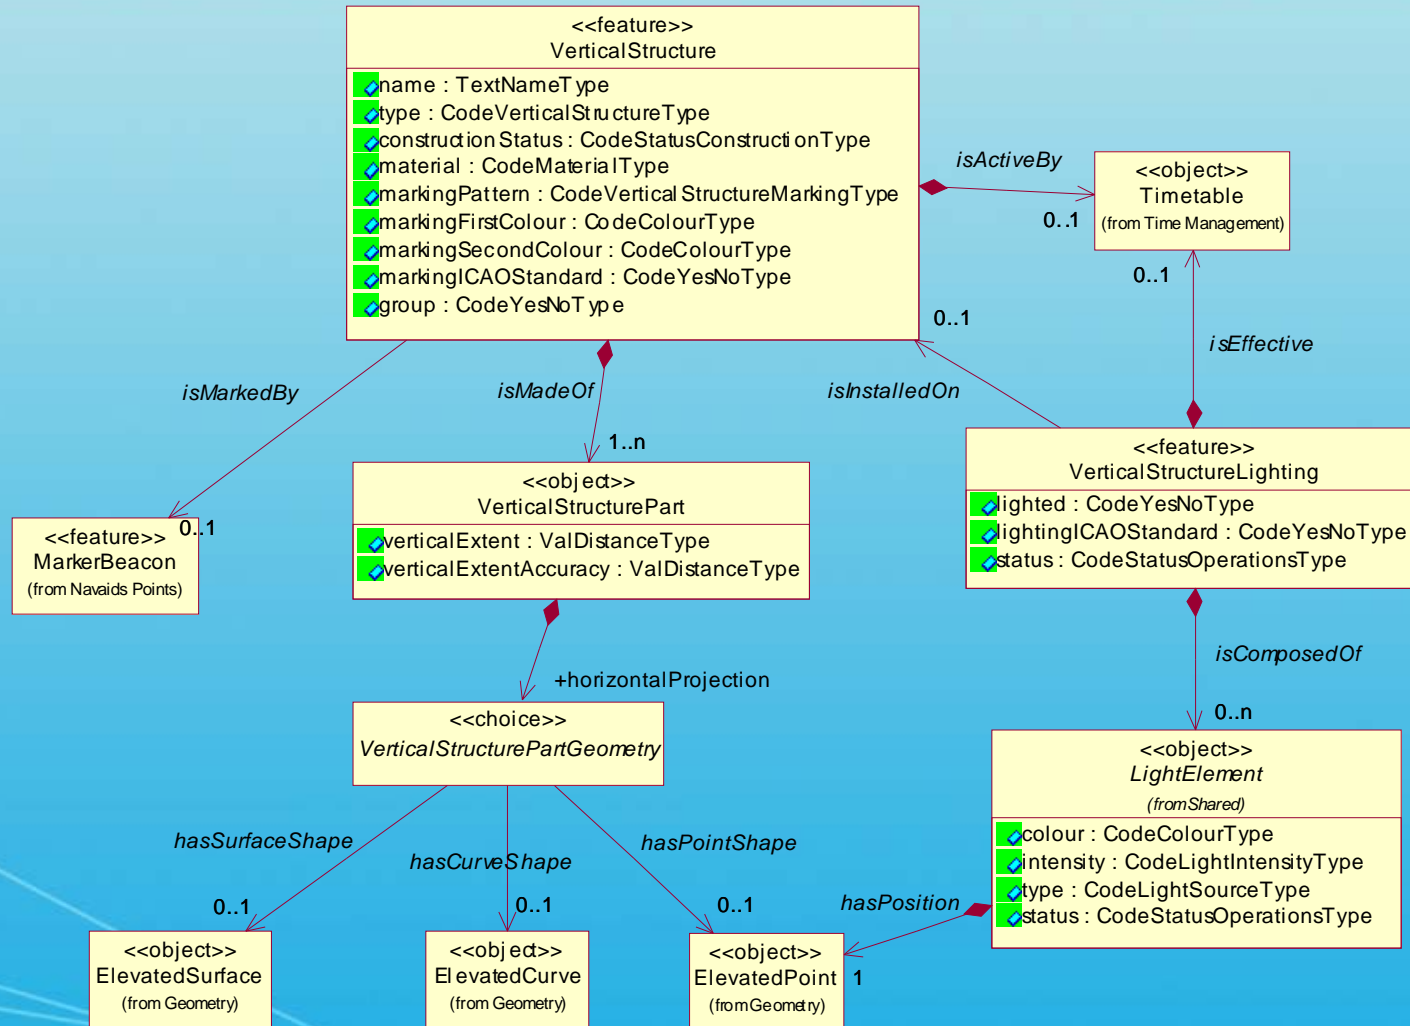 <<feature>>
VerticalStructure
name : TextNameType
type : CodeVerticalStructureType
constructionStatus : CodeStatusConstructionType
material : CodeMaterialType
markingPattern : CodeVerticalStructureMarkingType
markingFirstColour : CodeColourType
markingSecondColour : CodeColourType
markingICAOStandard : CodeYesNoType
group : CodeYesNoType
isActiveBy
0..1
<<object>>
Timetable
(from Time Management)
0..1
isEffective
0..1
isInstalledOn
isMarkedBy
0..1
isMadeOf
1..n
<<feature>>
MarkerBeacon
(from Navaids Points)
<<object>>
VerticalStructurePart
verticalExtent : ValDistanceType
verticalExtentAccuracy : ValDistanceType
<<feature>>
VerticalStructureLighting
lighted : CodeYesNoType
lightingICAOStandard : CodeYesNoType
status : CodeStatusOperationsType
+horizontalProjection
isComposedOf
0..n
<<choice>>
VerticalStructurePartGeometry
<<object>>
LightElement
(from Shared)
colour : CodeColourType
intensity : CodeLightIntensityType
type : CodeLightSourceType
status : CodeStatusOperationsType
hasSurfaceShape
0..1
hasCurveShape
0..1
hasPointShape
0..1
hasPosition
1
<<object>>
ElevatedSurface
(from Geometry)
<<object>>
ElevatedCurve
(from Geometry)
<<object>>
ElevatedPoint
(from Geometry)